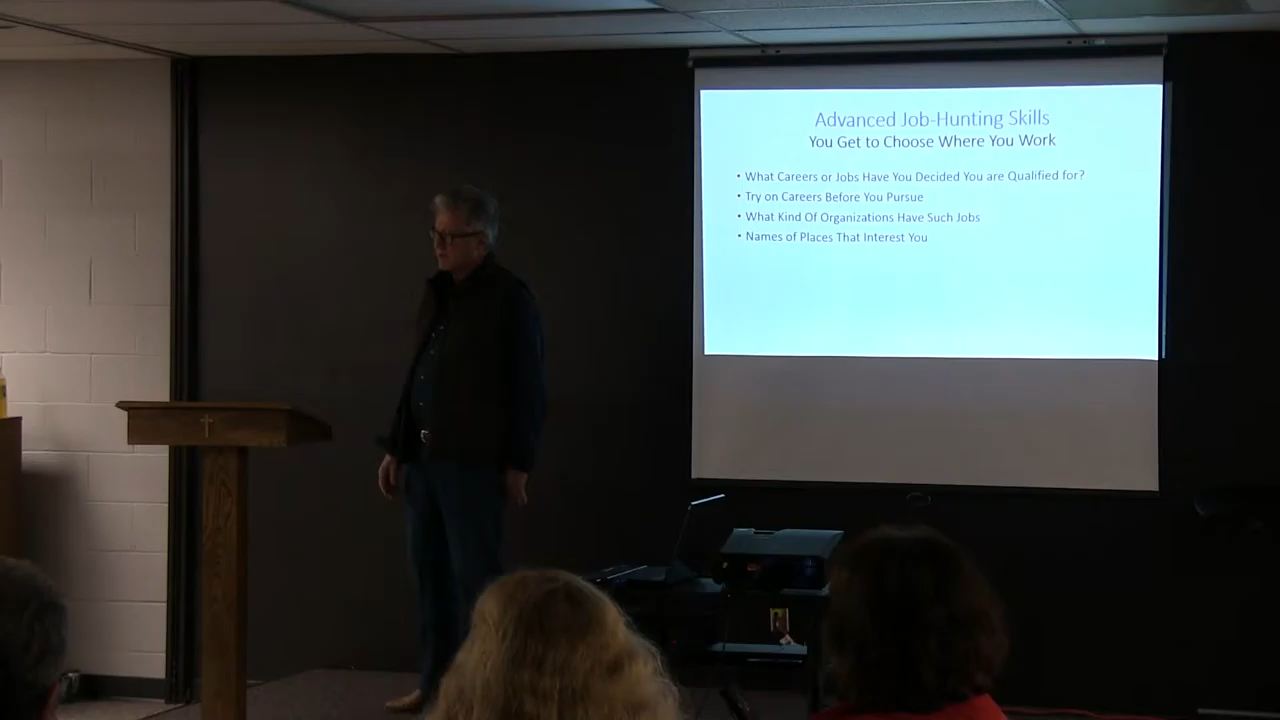 Advanced Job-Hunting Skills
You Get to Choose Where You Work
• What Careers or Jobs Have You Decided You are Qualified for?
• Try on Careers Before You Pursue
• What Kind Of Organizations Have Such Jobs
• Names of Places That Interest You